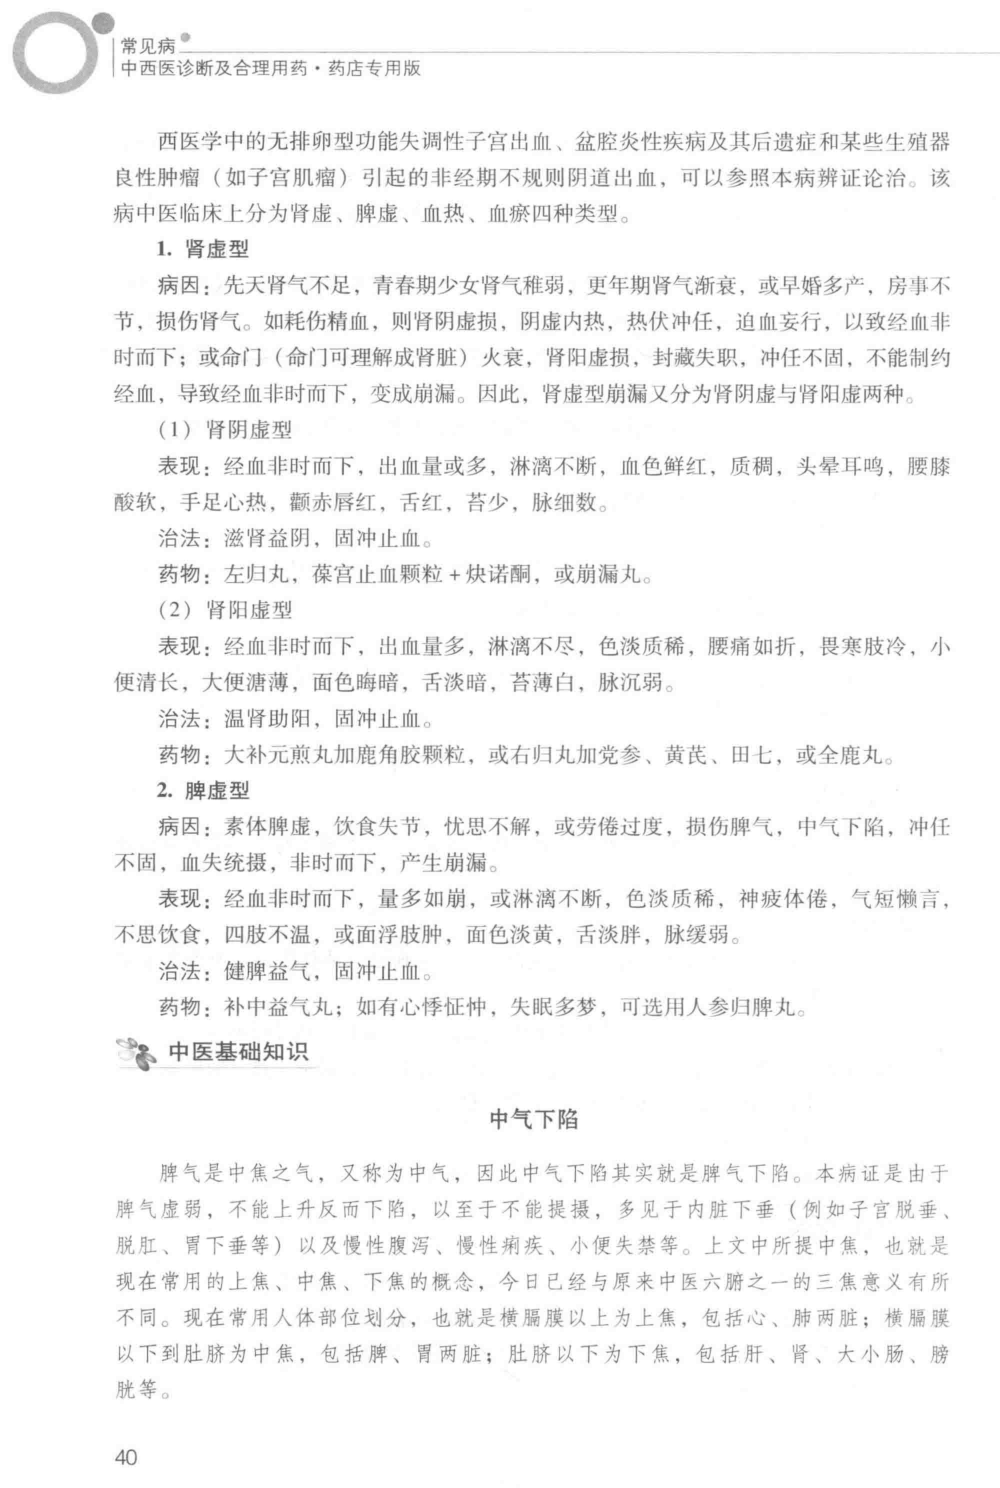 常见病
中西医诊断及合理用药·药店专用版
西医学中的无排卵型功能失调性子宫出血、盆腔炎性疾病及其后遗症和某些生殖器
良性肿瘤（如子宫肌瘤）引起的非经期不规则阴道出血，可以参照本病辨证论治。该
病中医临床上分为肾虚、脾虚、血热、血瘀四种类型。
1. 肾虚型
病因：先天肾气不足，青春期少女肾气稚弱，更年期肾气渐衰，或早婚多产，房事不
节，损伤肾气。如耗伤精血，则肾阴虚损，阴虚内热，热伏冲任，迫血妄行，以致经血非
时而下；或命门（命门可理解成肾脏）火衰，肾阳虚损，封藏失职，冲任不固，不能制约
经血，导致经血非时而下，变成崩漏。因此，肾虚型崩漏又分为肾阴虚与肾阳虚两种。
（1）肾阴虚型
表现：经血非时而下，出血量或多，淋漓不断，血色鲜红，质稠，头晕耳鸣，腰膝
酸软，手足心热，颧赤唇红，舌红，苔少，脉细数。
治法：滋肾益阴，固冲止血。
药物：左归丸，葆宫止血颗粒+炔诺酮，或崩漏丸。
（2）肾阳虚型
表现：经血非时而下，出血量多，淋漓不尽，色淡质稀，腰痛如折，畏寒肢冷，小
便清长，大便溏薄，面色晦暗，舌淡暗，苔薄白，脉沉弱。
治法：温肾助阳，固冲止血。
药物：大补元煎丸加鹿角胶颗粒，或右归丸加党参、黄芪、田七，或全鹿丸。
2. 脾虚型
病因：素体脾虚，饮食失节，忧思不解，或劳倦过度，损伤脾气，中气下陷，冲任
不固，血失统摄，非时而下，产生崩漏。
表现：经血非时而下，量多如崩，或淋漓不断，色淡质稀，神疲体倦，气短懒言，
不思饮食，四肢不温，或面浮肢肿，面色淡黄，舌淡胖，脉缓弱。
治法：健脾益气，固冲止血。
药物：补中益气丸；如有心悸怔忡，失眠多梦，可选用人参归脾丸。
中医基础知识
中气下陷
脾气是中焦之气，又称为中气，因此中气下陷其实就是脾气下陷。本病证是由于
脾气虚弱，不能上升反而下陷，以至于不能提摄，多见于内脏下垂（例如子宫脱垂、
脱肛、胃下垂等）以及慢性腹泻、慢性痢疾、小便失禁等。上文中所提中焦，也就是
现在常用的上焦、中焦、下焦的概念，今日已经与原来中医六腑之一的三焦意义有所
不同。现在常用人体部位划分，也就是横膈膜以上为上焦，包括心、肺两脏；横膈膜
以下到肚脐为中焦，包括脾、胃两脏；肚脐以下为下焦，包括肝、肾、大小肠、膀
胱等。
40